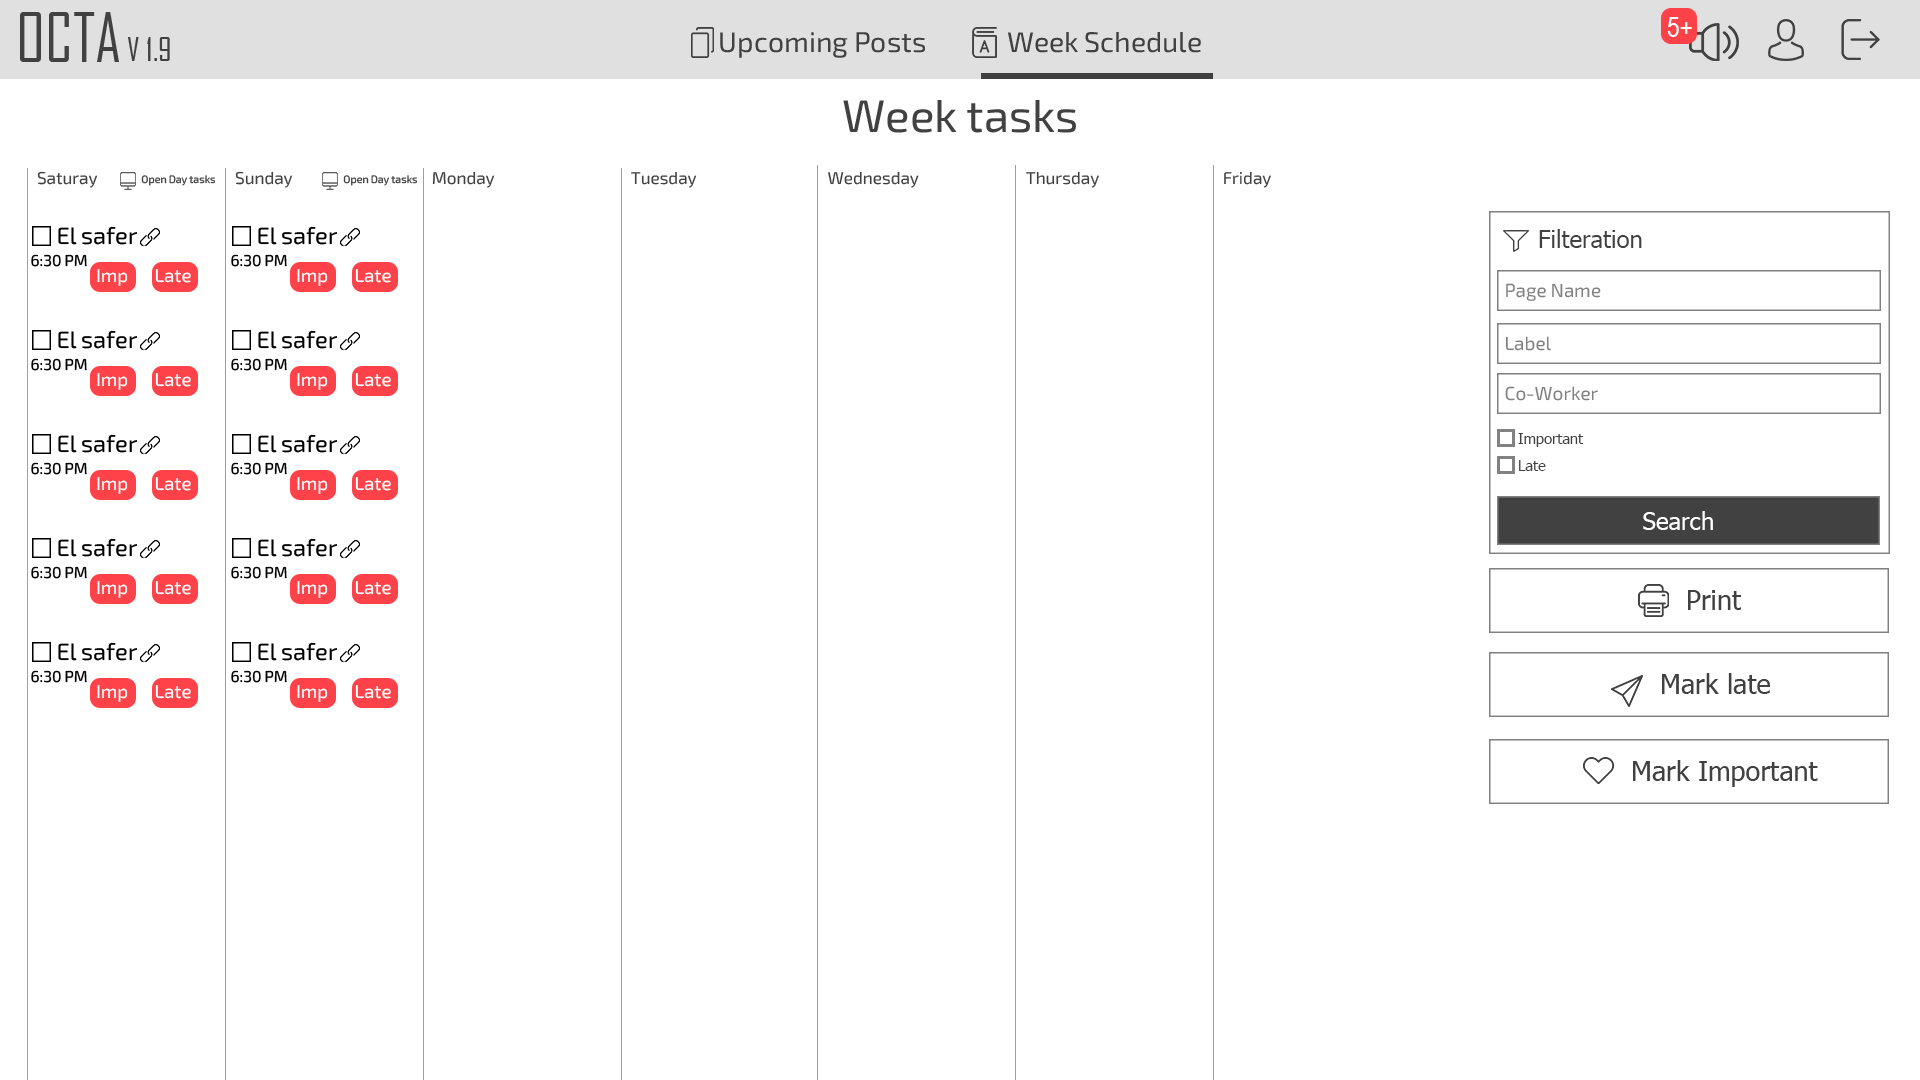 OCTA V 1.9
Upcoming Posts
Week Schedule
5+
Week tasks
Saturay
Open Day tasks
Sunday
Open Day tasks
Monday
Tuesday
Wednesday
Thursday
Friday
El safer
6:30 PM
Imp
Late
El safer
6:30 PM
Imp
Late
El safer
6:30 PM
Imp
Late
El safer
6:30 PM
Imp
Late
El safer
6:30 PM
Imp
Late
El safer
6:30 PM
Imp
Late
El safer
6:30 PM
Imp
Late
El safer
6:30 PM
Imp
Late
El safer
6:30 PM
Imp
Late
El safer
6:30 PM
Imp
Late
Filteration
Page Name
Label
Co-Worker
Important
Late
Search
Print
Mark late
Mark Important